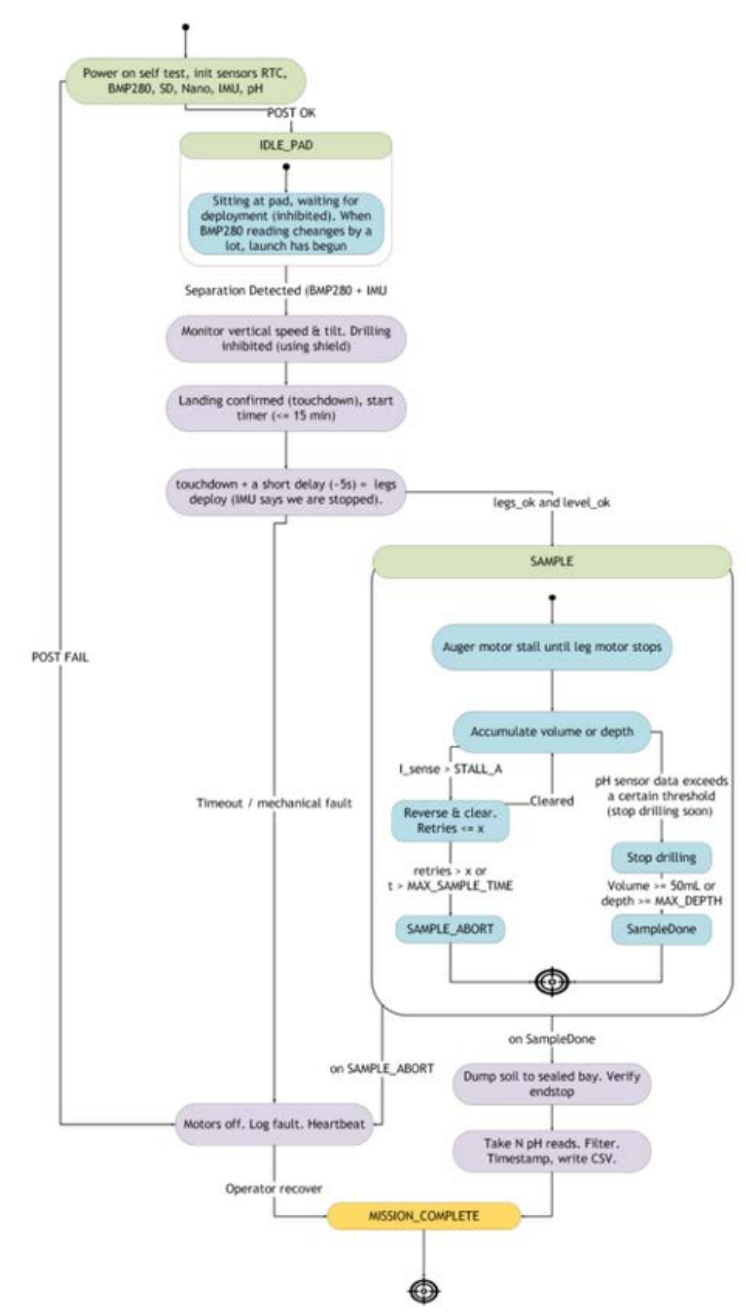 Power on self test, init sensors RTC,
BMP280, SD, Nano, IMU, pH
POST OK
IDLE_PAD
Sitting at pad, waiting for
deployment (inhibited). When
BMP280 reading cheanges by a
lot, launch has begun
Separation Detected (BMP280 + IMU
Monitor vertical speed & tilt. Drilling
inhibited (using shield)
Landing confirmed (touchdown), start
timer (<= 15 min)
touchdown + a short delay (~5s) = legs
deploy (IMU says we are stopped).
legs_ok and level_ok
SAMPLE
Auger motor stall until leg motor stops
POST FAIL
Accumulate volume or depth
I_sense > STALL_A
pH sensor data exceeds
a certain threshold
(stop drilling soon)
Timeout / mechanical fault
Cleared
Reverse & clear.
Retries <= x
Stop drilling
retries > x or
t > MAX_SAMPLE_TIME
Volume >= 50mL or
depth >= MAX_DEPTH
SAMPLE_ABORT
SampleDone
on SampleDone
on SAMPLE_ABORT
Dump soil to sealed bay. Verify
endstop
Motors off. Log fault. Heartbeat
Take N pH reads. Filter.
Timestamp, write CSV.
Operator recover
MISSION_COMPLETE